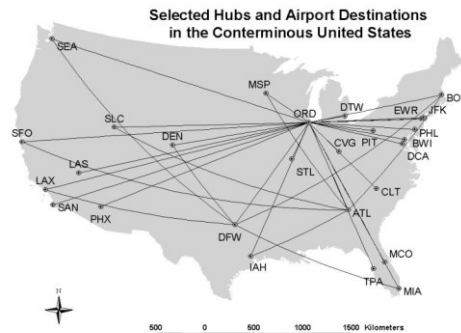 Selected Hubs and Airport Destinations
in the Conterminous United States
SEA
MSP
BO
ORD
DTW
EWR
JFK
SLC
DEN
PHL
SFO
CVG
PIT
BWI
LAS
STL
DCA
LAX
CLT
SAN
PHX
ATL
DFW
IAH
MCO
TPA
MIA
N
500 0 500 1000 1500 Kilometers